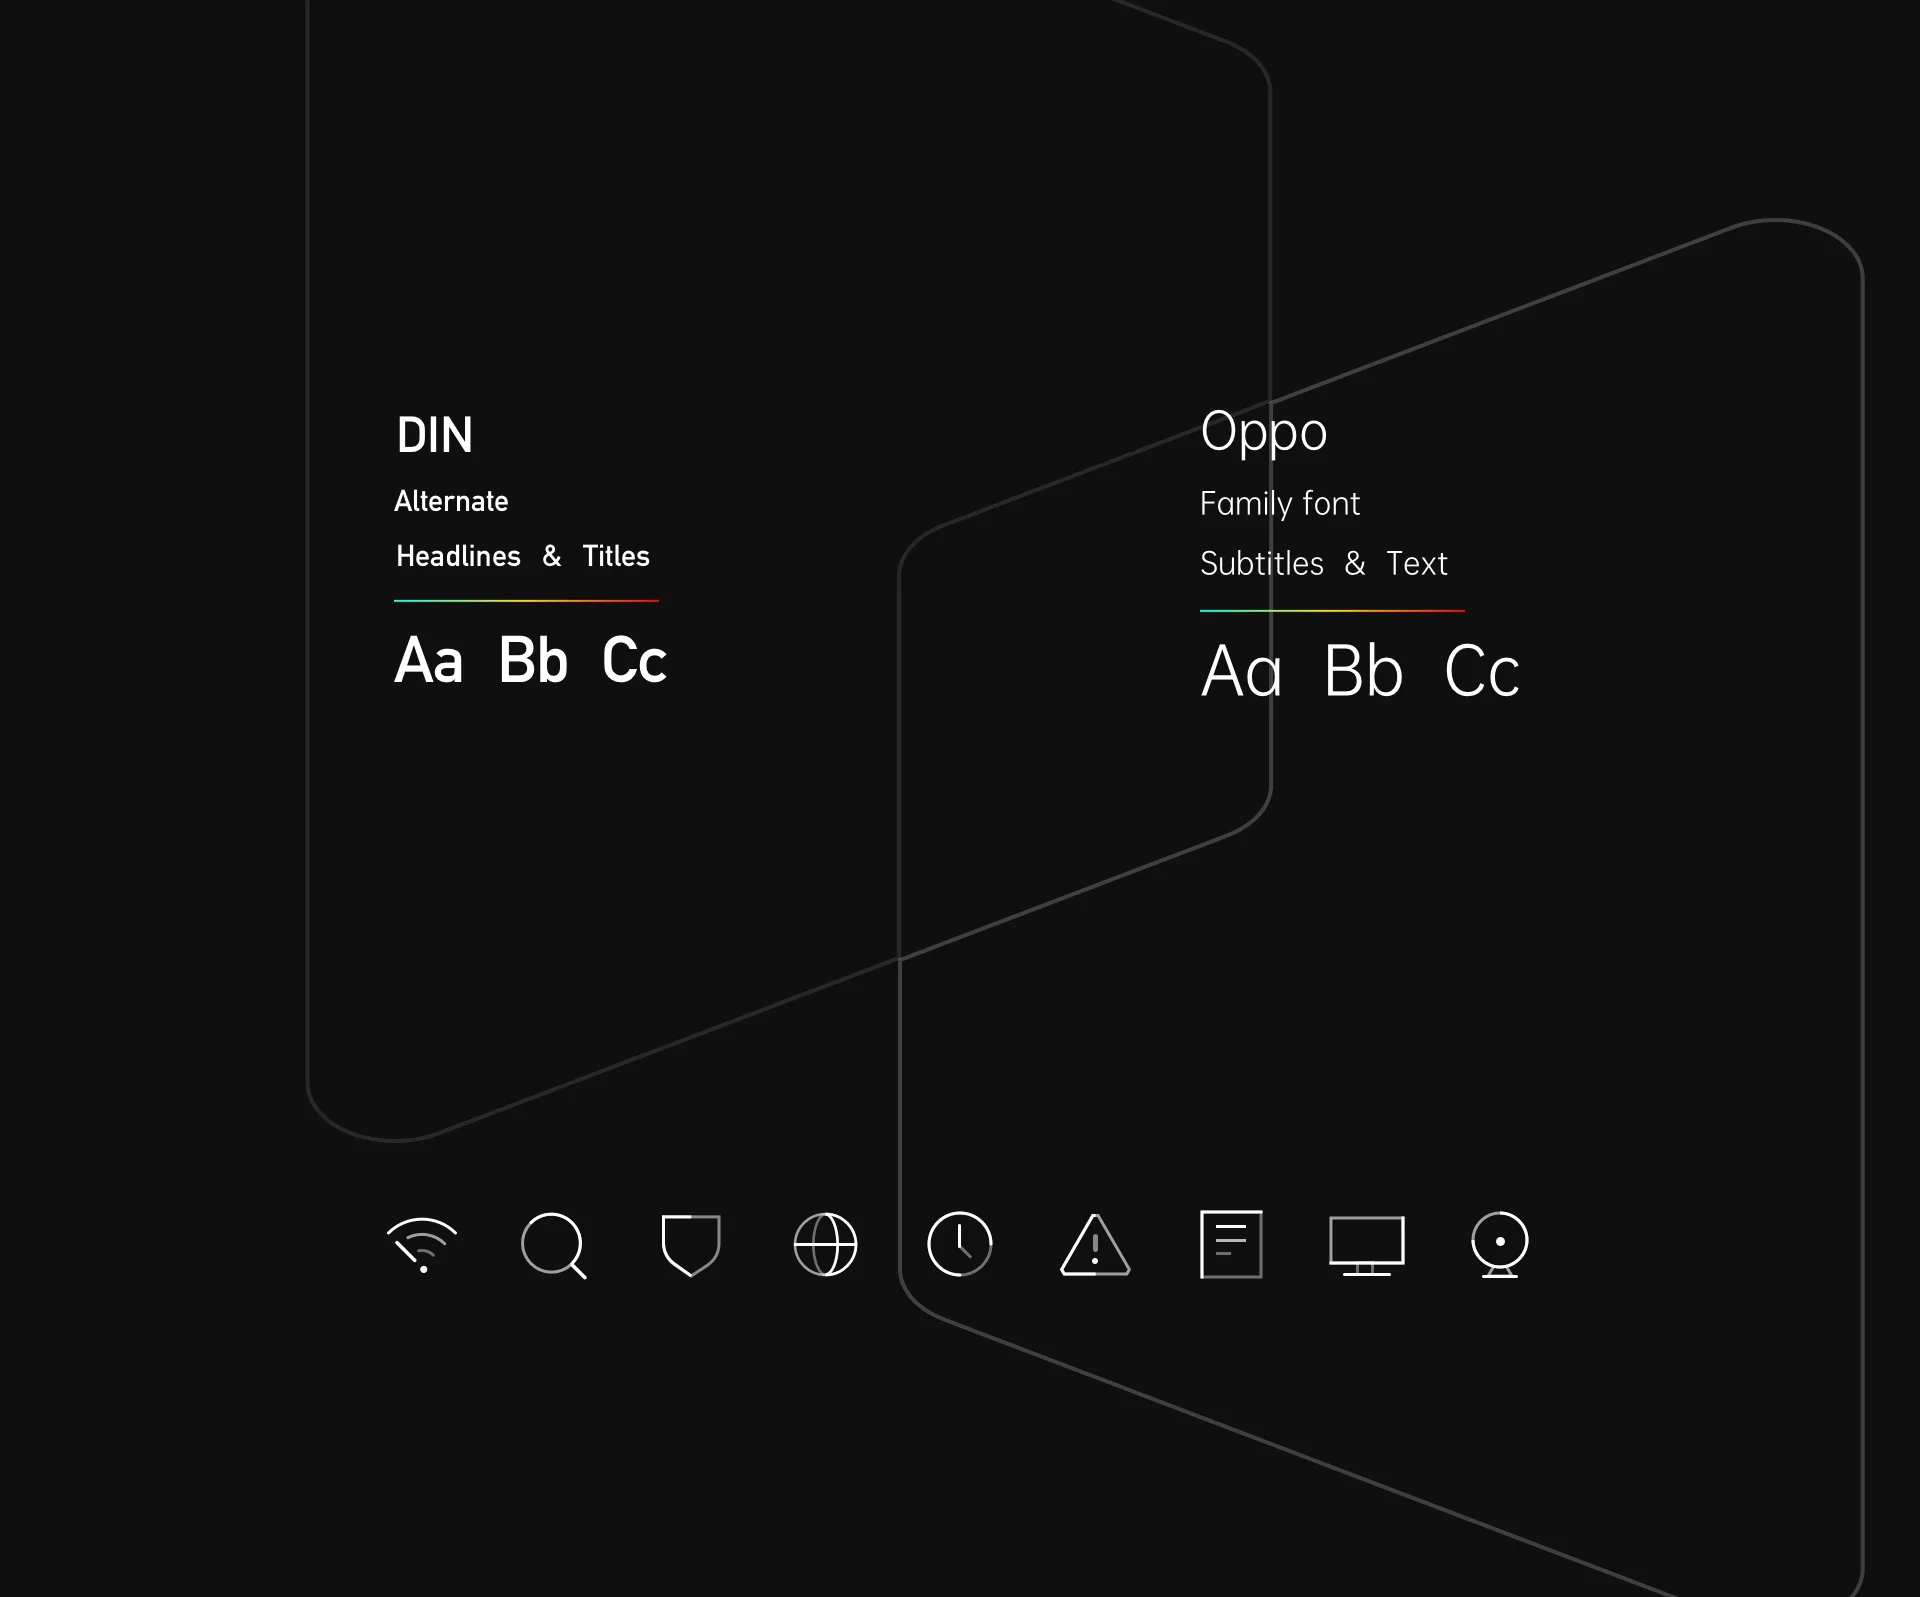 DIN
Alternate
Headlines & Titles
Aa Bb Cc
Oppo
Family font
Subtitles & Text
Aa Bb Cc